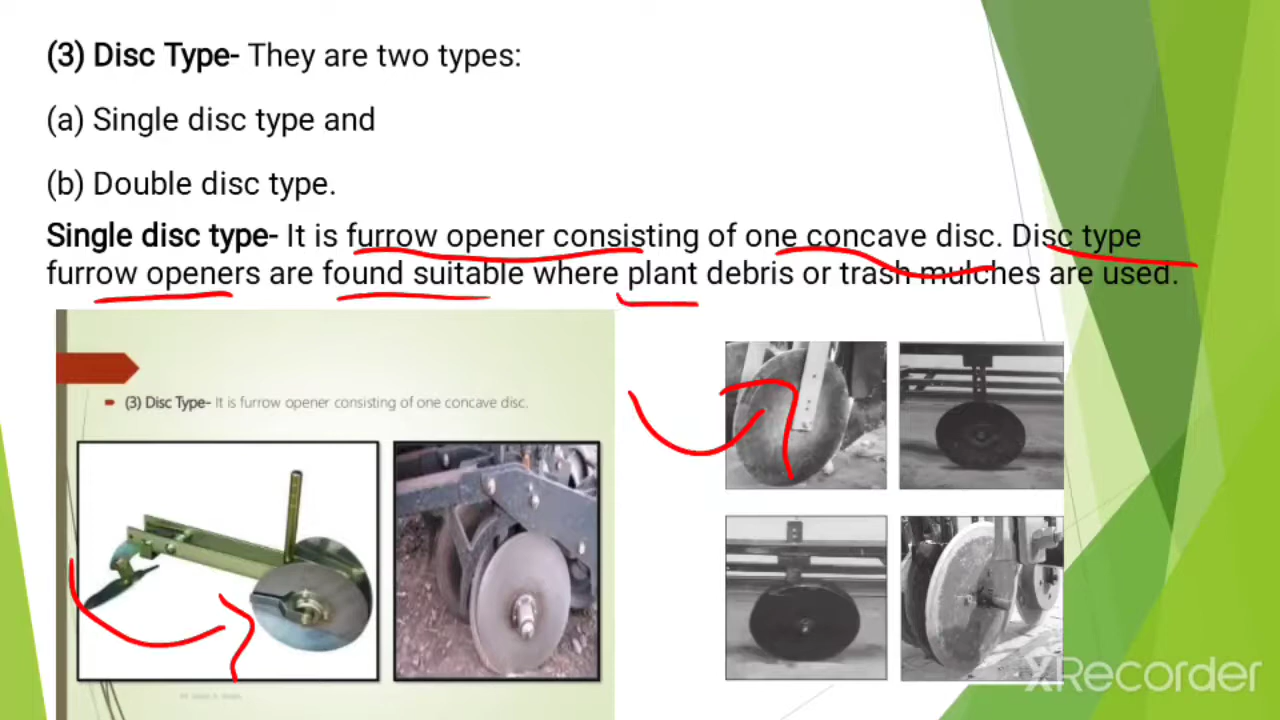 (3) Disc Type- They are two types:
(a) Single disc type and
(b) Double disc type.
Single disc type- It is furrow opener consisting of one concave disc. Disc type
furrow openers are found suitable where plant debris or trash mulches are used.
(3) Disc Type- It is furrow opener consisting of one concave disc.
XRecorder